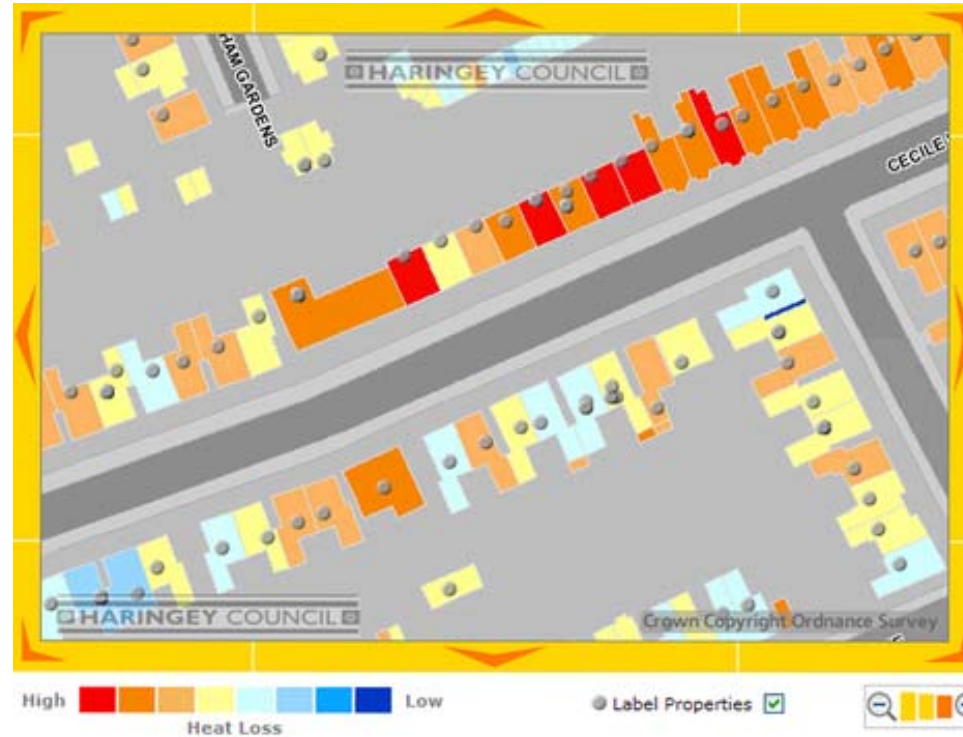 HAM GARDENS
HARINGEY COUNCIL
CECILE
HARINGEY COUNCIL
Crown Copyright Ordnance Survey
High
Low
Heat Loss
Label Properties